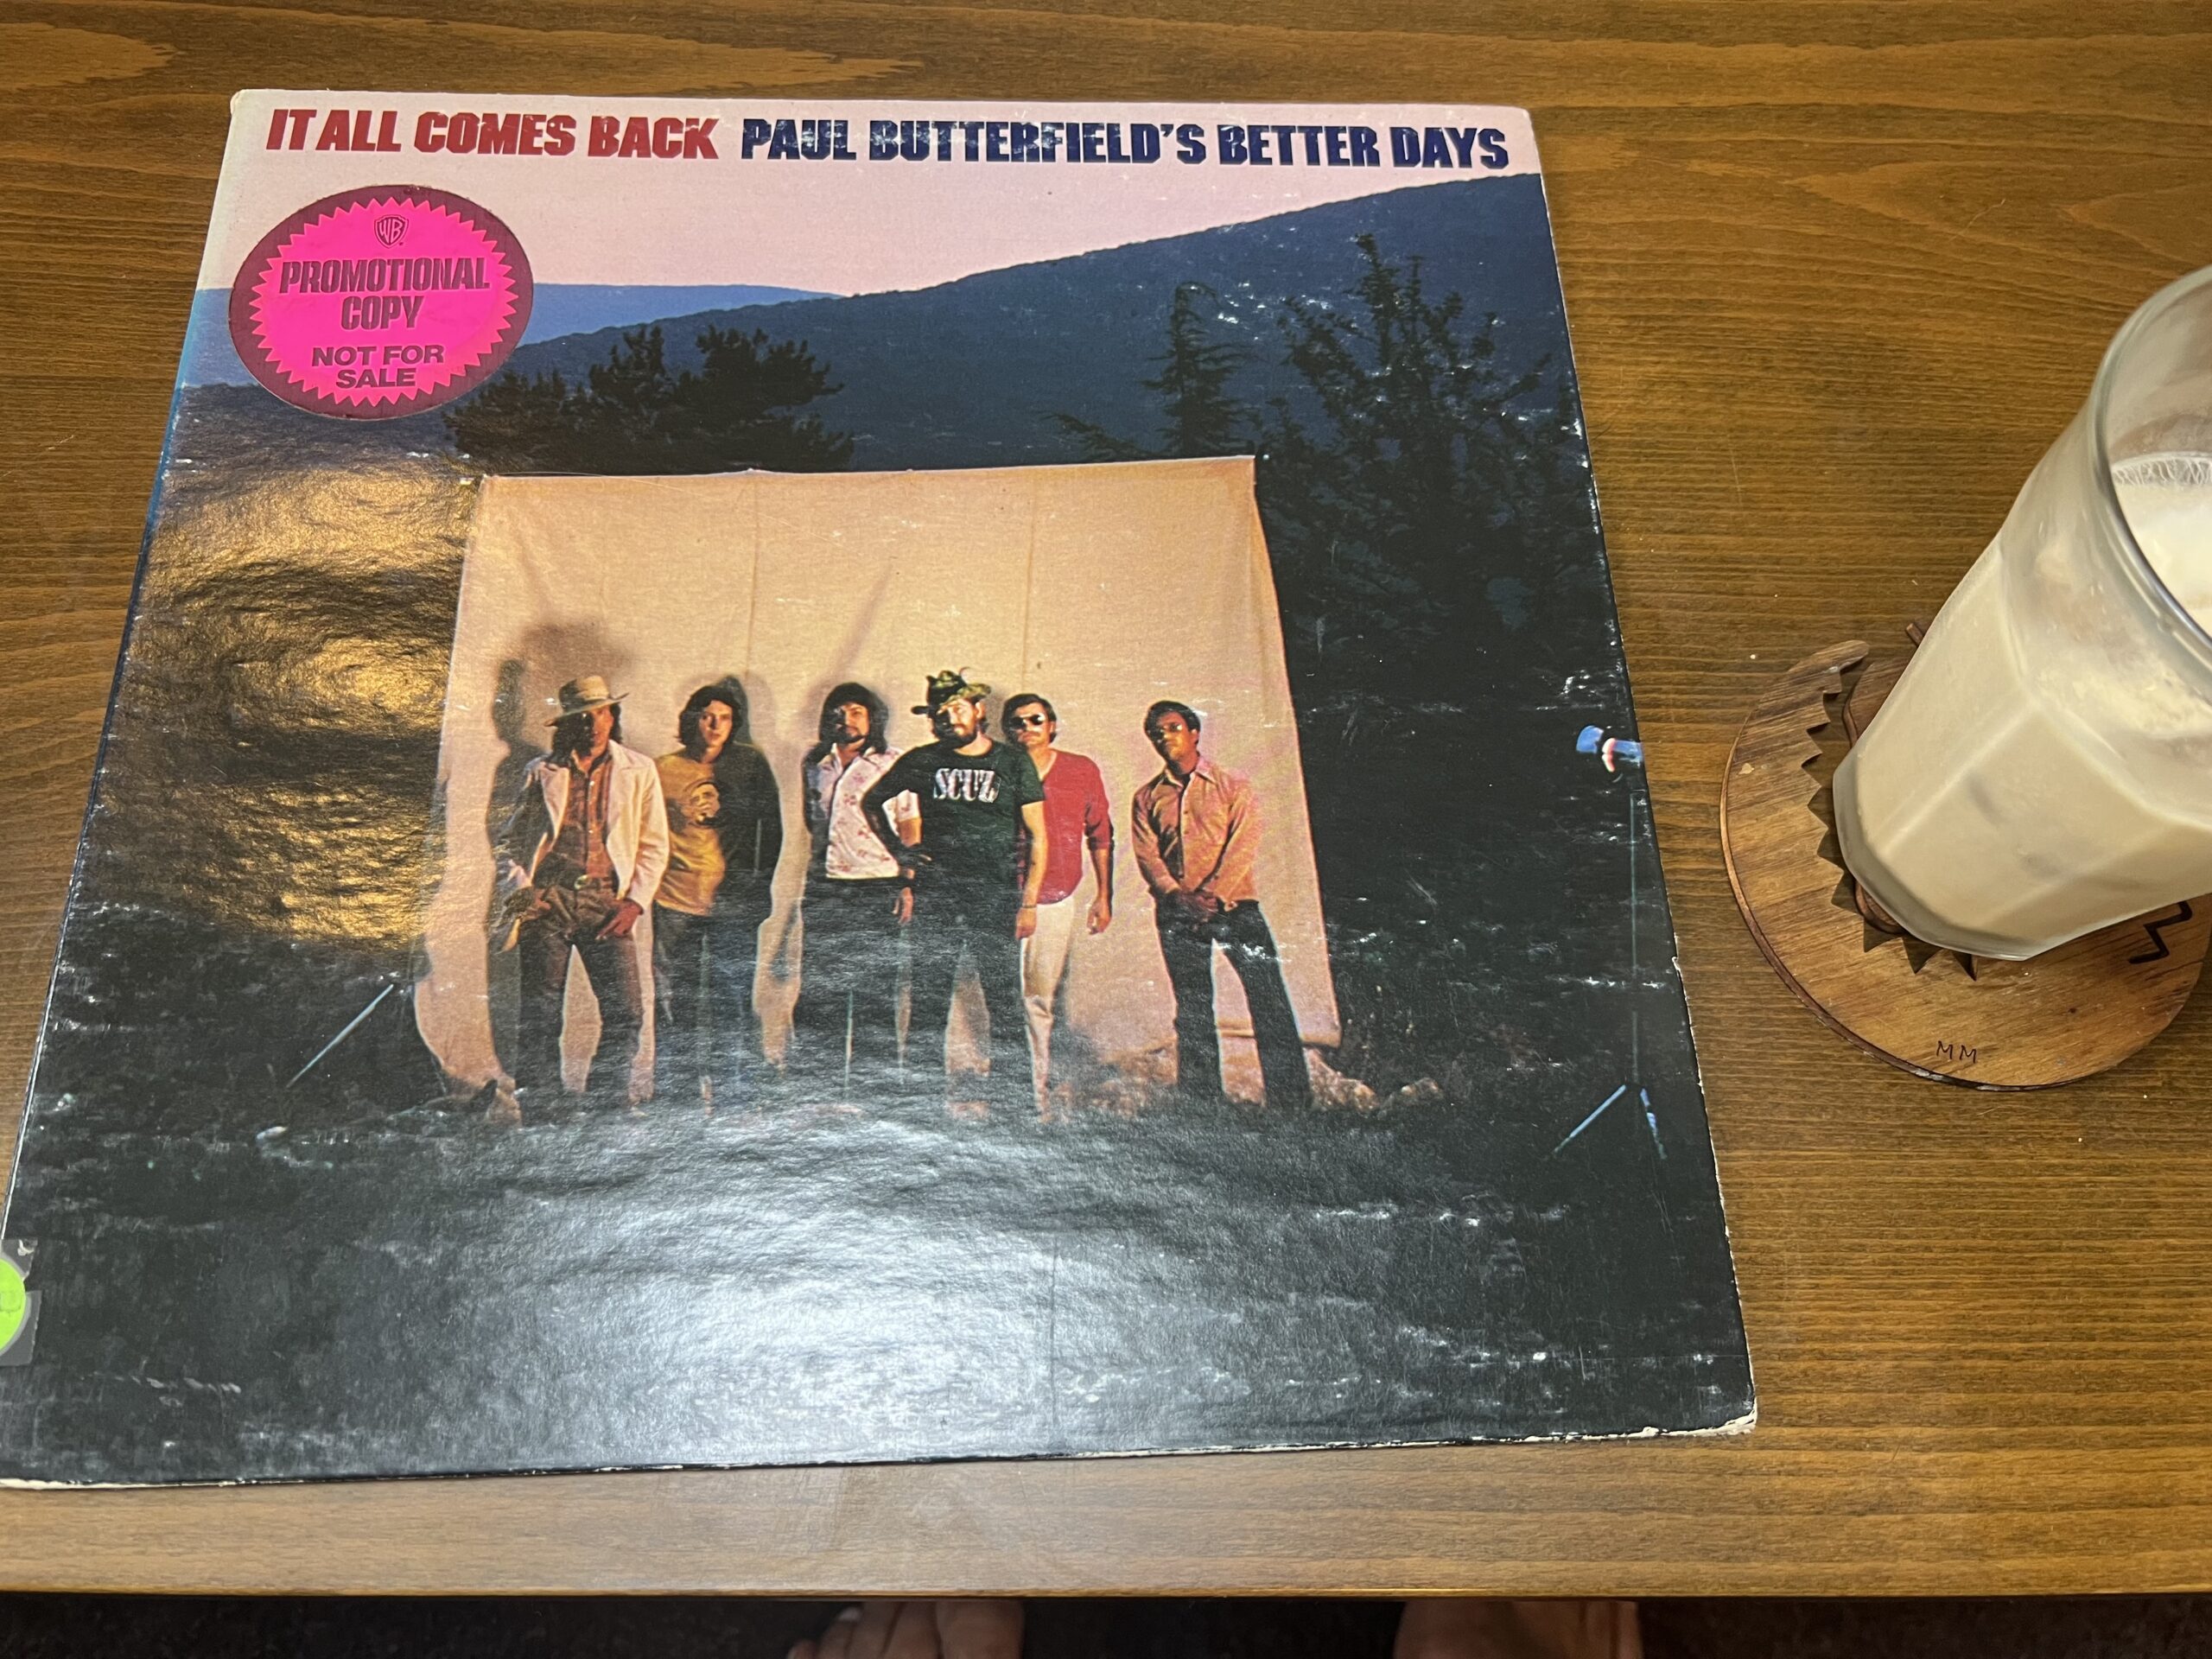 IT ALL COMES BACK PAUL BUTTERFIELD'S BETTER DAYS
WB
PROMOTIONAL
COPY
NOT FOR
SALE
SCUZ
MM